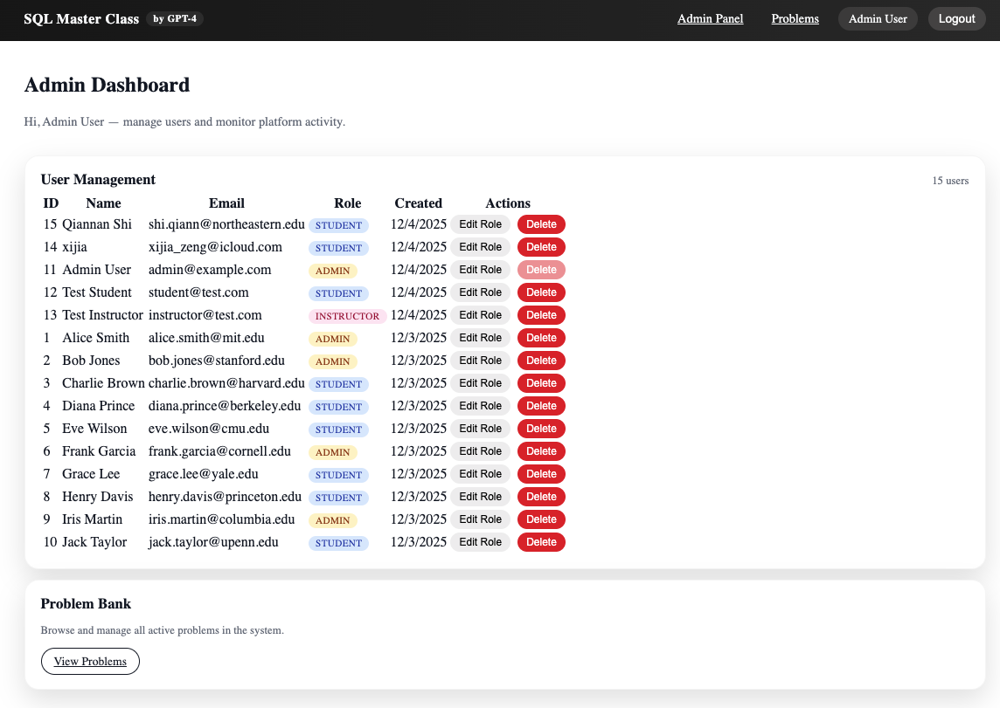 SQL Master Class by GPT-4 Admin Panel Problems Admin User Logout
Admin Dashboard
Hi, Admin User — manage users and monitor platform activity.
User Management 15 users
ID Name Email Role Created Actions
15 Qiannan Shi shi.qiann@northeastern.edu STUDENT 12/4/2025 Edit Role Delete
14 xijia xijia_zeng@icloud.com STUDENT 12/4/2025 Edit Role Delete
11 Admin User admin@example.com ADMIN 12/4/2025 Edit Role Delete
12 Test Student student@test.com STUDENT 12/4/2025 Edit Role Delete
13 Test Instructor instructor@test.com INSTRUCTOR 12/4/2025 Edit Role Delete
1 Alice Smith alice.smith@mit.edu ADMIN 12/3/2025 Edit Role Delete
2 Bob Jones bob.jones@stanford.edu ADMIN 12/3/2025 Edit Role Delete
3 Charlie Brown charlie.brown@harvard.edu STUDENT 12/3/2025 Edit Role Delete
4 Diana Prince diana.prince@berkeley.edu STUDENT 12/3/2025 Edit Role Delete
5 Eve Wilson eve.wilson@cmu.edu STUDENT 12/3/2025 Edit Role Delete
6 Frank Garcia frank.garcia@cornell.edu ADMIN 12/3/2025 Edit Role Delete
7 Grace Lee grace.lee@yale.edu STUDENT 12/3/2025 Edit Role Delete
8 Henry Davis henry.davis@princeton.edu STUDENT 12/3/2025 Edit Role Delete
9 Iris Martin iris.martin@columbia.edu ADMIN 12/3/2025 Edit Role Delete
10 Jack Taylor jack.taylor@upenn.edu STUDENT 12/3/2025 Edit Role Delete
Problem Bank
Browse and manage all active problems in the system.
View Problems